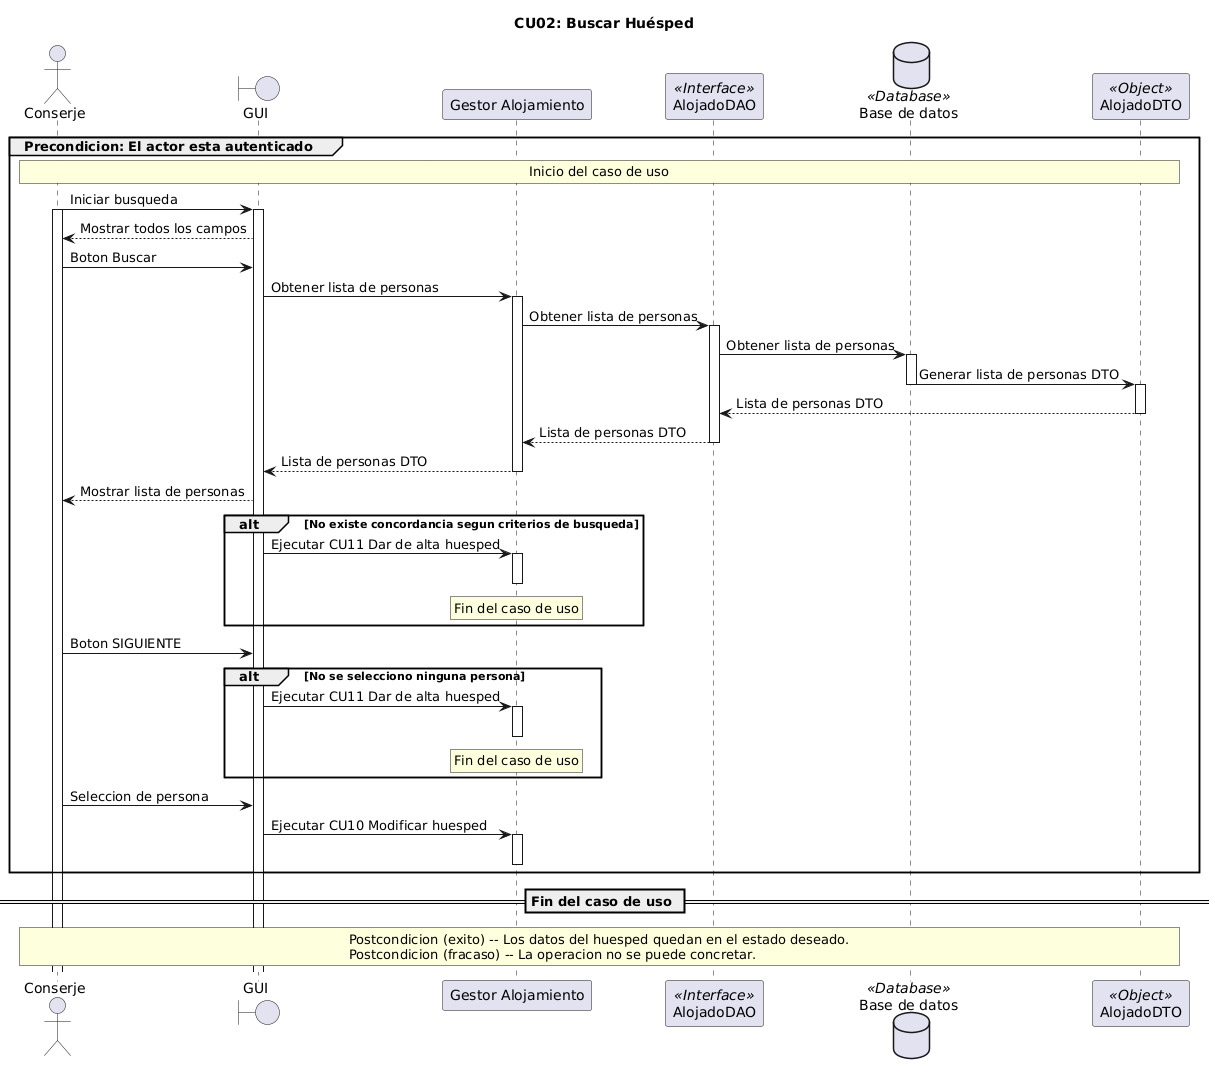 CU02: Buscar Huésped
Conserje
GUI
Gestor Alojamiento
«Interface»
AlojadoDAO
«Database»
Base de datos
«Object»
AlojadoDTO
Precondicion: El actor esta autenticado
Inicio del caso de uso
Iniciar busqueda
Mostrar todos los campos
Boton Buscar
Obtener lista de personas
Obtener lista de personas
Obtener lista de personas
Generar lista de personas DTO
Lista de personas DTO
Lista de personas DTO
Lista de personas DTO
Mostrar lista de personas
alt [No existe concordancia segun criterios de busqueda]
Ejecutar CU11 Dar de alta huesped
Fin del caso de uso
Boton SIGUIENTE
alt [No se selecciono ninguna persona]
Ejecutar CU11 Dar de alta huesped
Fin del caso de uso
Seleccion de persona
Ejecutar CU10 Modificar huesped
Fin del caso de uso
Postcondicion (exito) -- Los datos del huesped quedan en el estado deseado.
Postcondicion (fracaso) -- La operacion no se puede concretar.
Conserje
GUI
Gestor Alojamiento
«Interface»
AlojadoDAO
«Database»
Base de datos
«Object»
AlojadoDTO